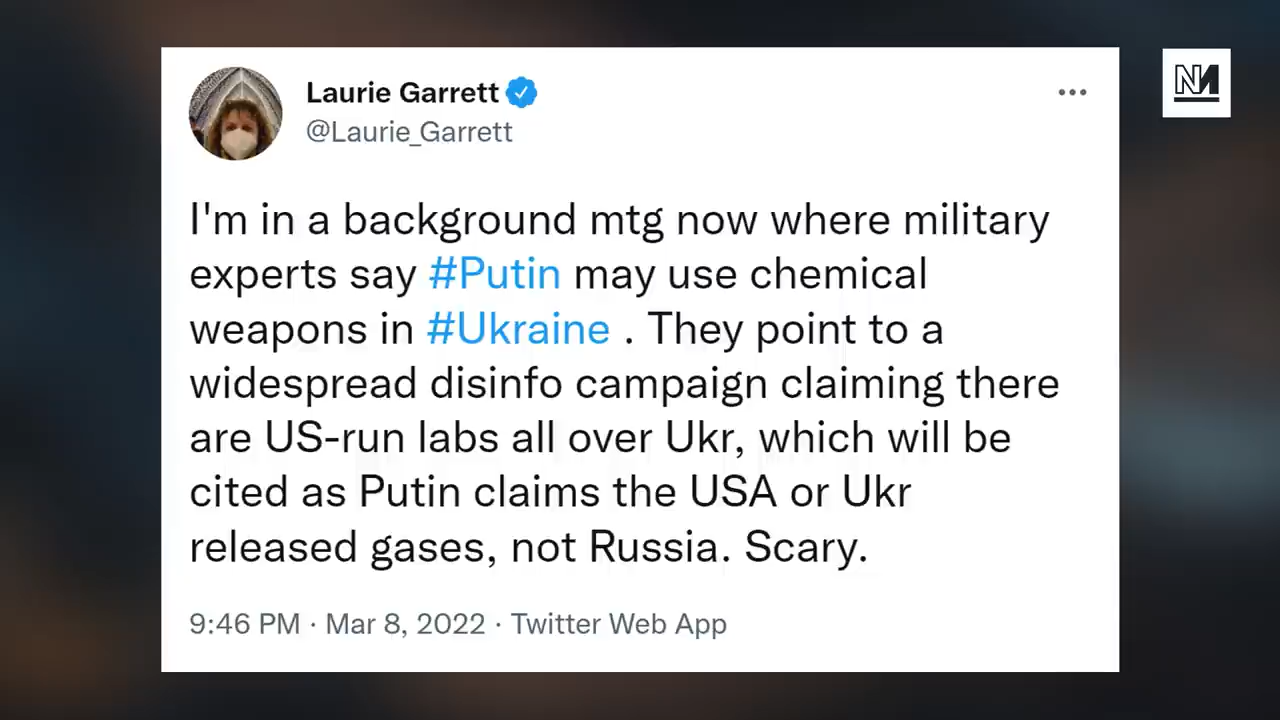 Laurie Garrett
@Laurie_Garrett
NM
I'm in a background mtg now where military
experts say #Putin may use chemical
weapons in #Ukraine . They point to a
widespread disinfo campaign claiming there
are US-run labs all over Ukr, which will be
cited as Putin claims the USA or Ukr
released gases, not Russia. Scary.
9:46 PM · Mar 8, 2022 · Twitter Web App